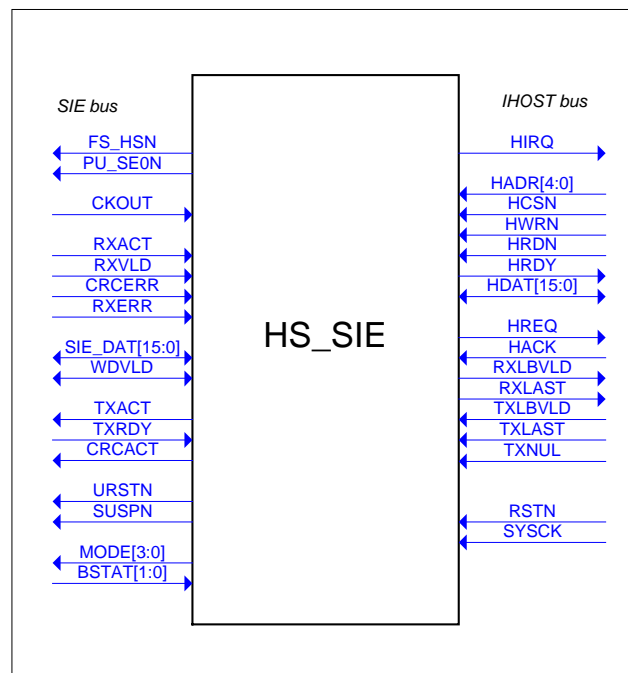 SIE bus
IHOST bus
FS_HSN
PU_SE0N
CKOUT
RXACT
RXVLD
CRCERR
RXERR
SIE_DAT[15:0]
WDVLD
TXACT
TXRDY
CRCACT
URSTN
SUSPN
MODE[3:0]
BSTAT[1:0]
HS_SIE
HIRQ
HADR[4:0]
HCSN
HWRN
HRDN
HRDY
HDAT[15:0]
HREQ
HACK
RXLBVLD
RXLAST
TXLBVLD
TXLAST
TXNUL
RSTN
SYSCK